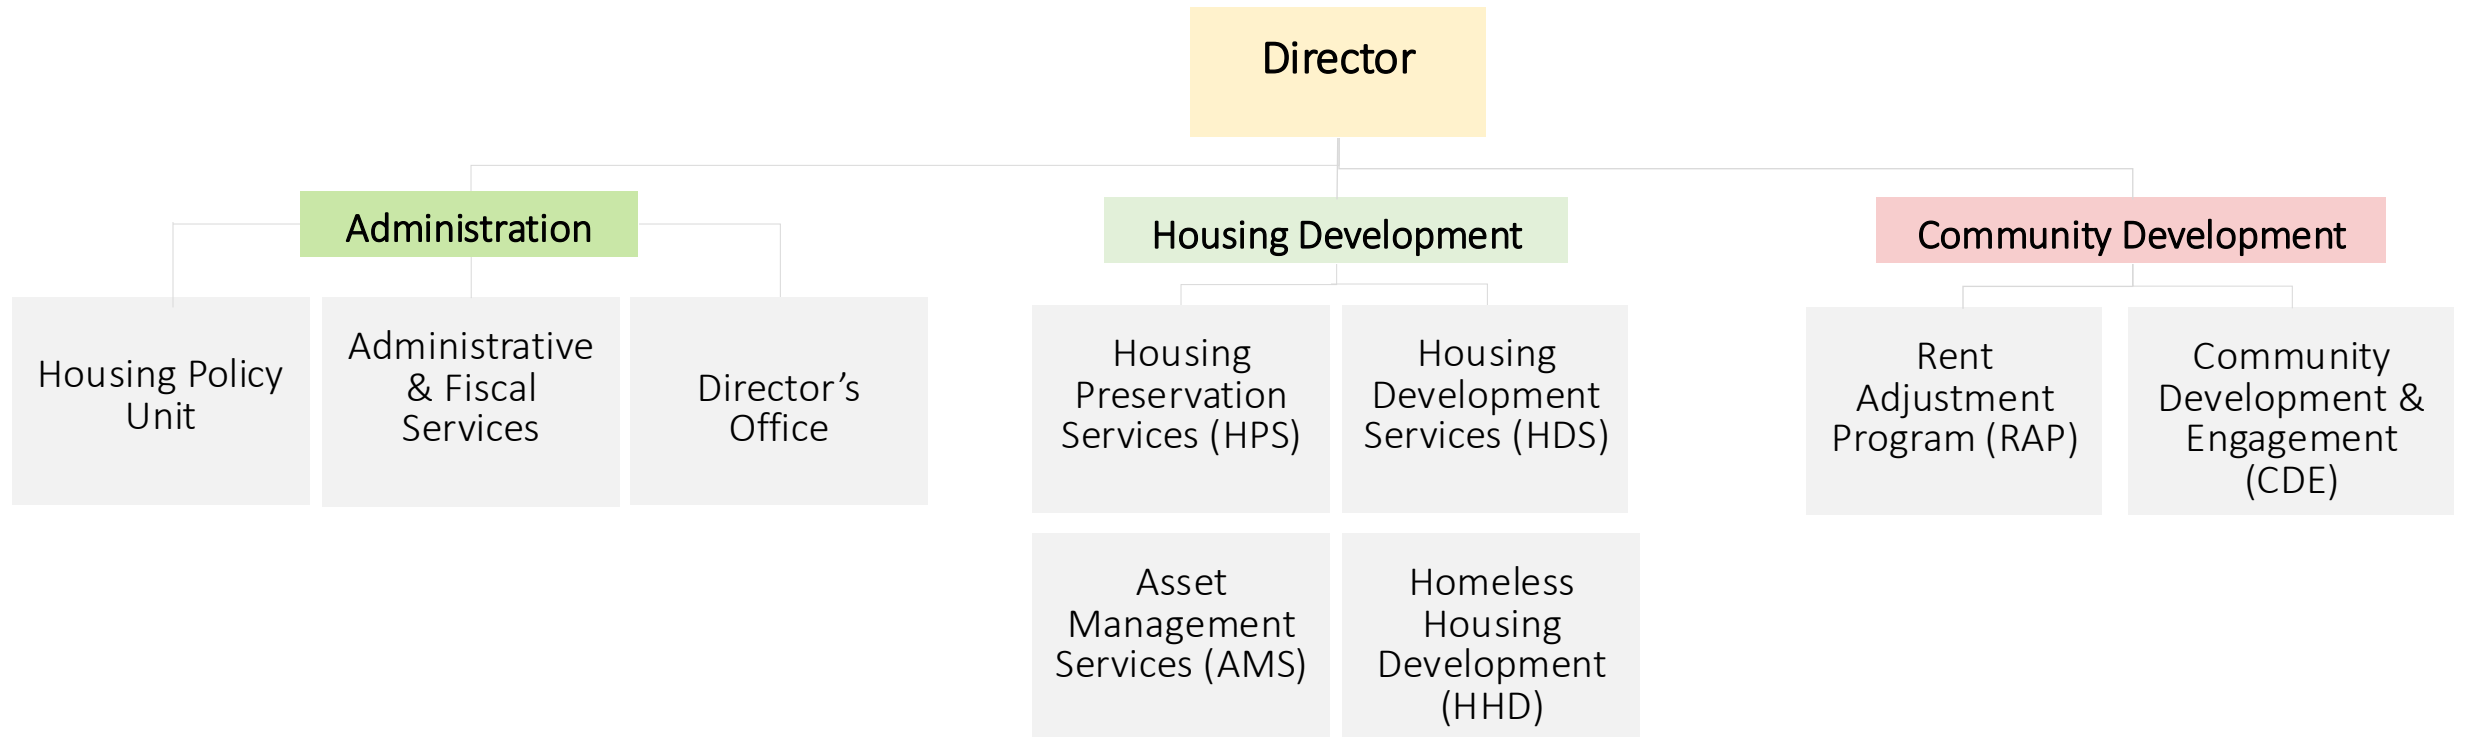 Director
Administration
Housing Development
Community Development
Housing Policy
Unit
Administrative
& Fiscal
Services
Director’s
Office
Housing
Preservation
Services (HPS)
Housing
Development
Services (HDS)
Rent
Adjustment
Program (RAP)
Community
Development &
Engagement
(CDE)
Asset
Management
Services (AMS)
Homeless
Housing
Development
(HHD)